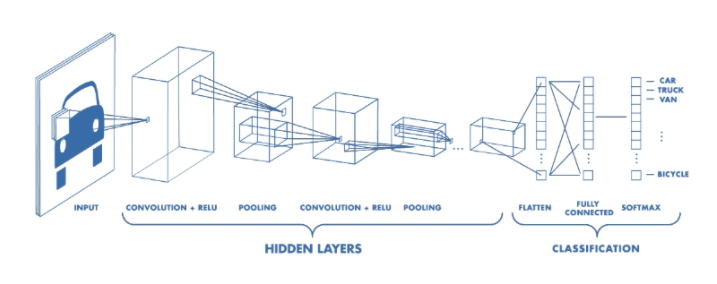 CAR
TRUCK
VAN
BICYCLE
INPUT
CONVOLUTION + RELU
POOLING
CONVOLUTION + RELU
POOLING
FLATTEN
FULLY
CONNECTED
SOFTMAX
HIDDEN LAYERS
CLASSIFICATION